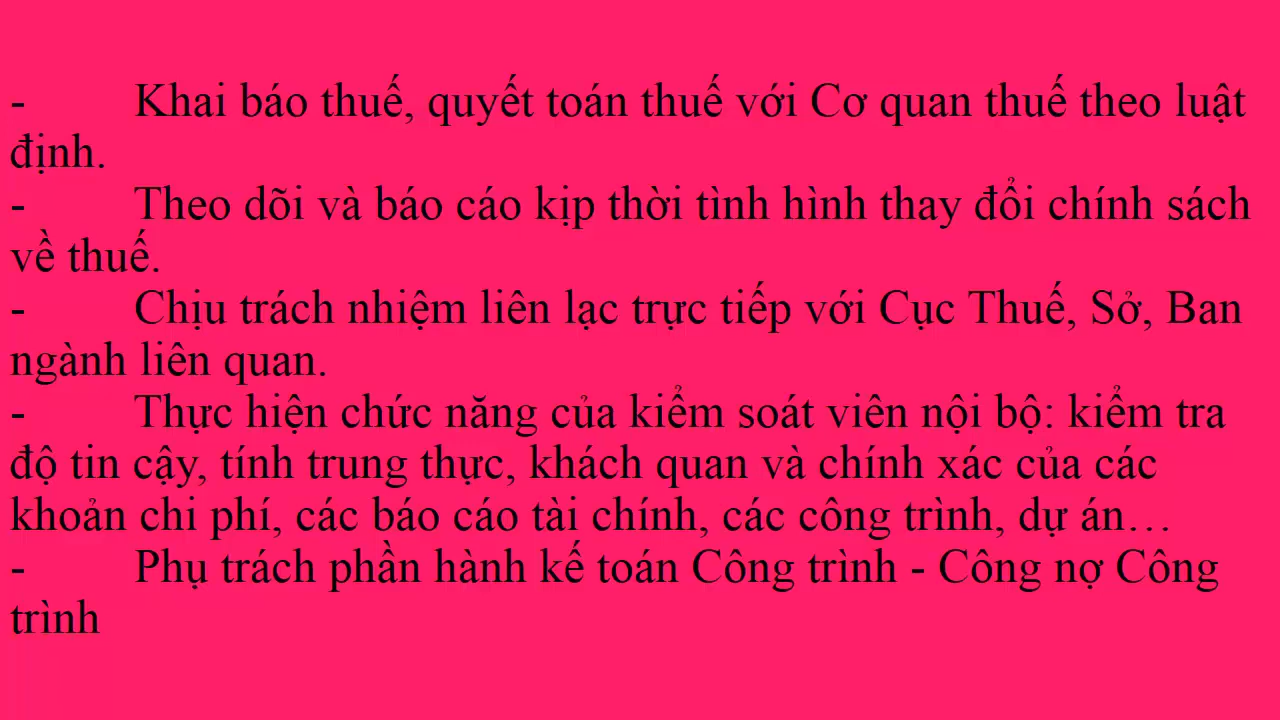 - Khai báo thuế, quyết toán thuế với Cơ quan thuế theo luật
định.
- Theo dõi và báo cáo kịp thời tình hình thay đổi chính sách
về thuế.
- Chịu trách nhiệm liên lạc trực tiếp với Cục Thuế, Sở, Ban
ngành liên quan.
- Thực hiện chức năng của kiểm soát viên nội bộ: kiểm tra
độ tin cậy, tính trung thực, khách quan và chính xác của các
khoản chi phí, các báo cáo tài chính, các công trình, dự án…
- Phụ trách phần hành kế toán Công trình - Công nợ Công
trình